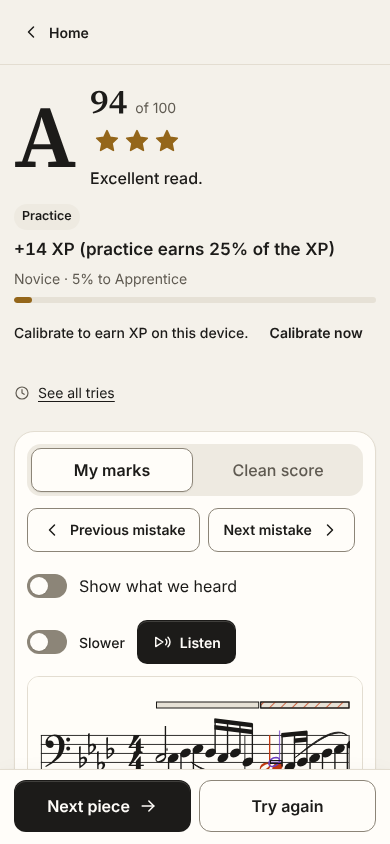 Home
A
94 of 100
Excellent read.
Practice
+14 XP (practice earns 25% of the XP)
Novice · 5% to Apprentice
Calibrate to earn XP on this device. Calibrate now
See all tries
My marks Clean score
Previous mistake Next mistake
Show what we heard
Slower Listen
4
4
Next piece Try again